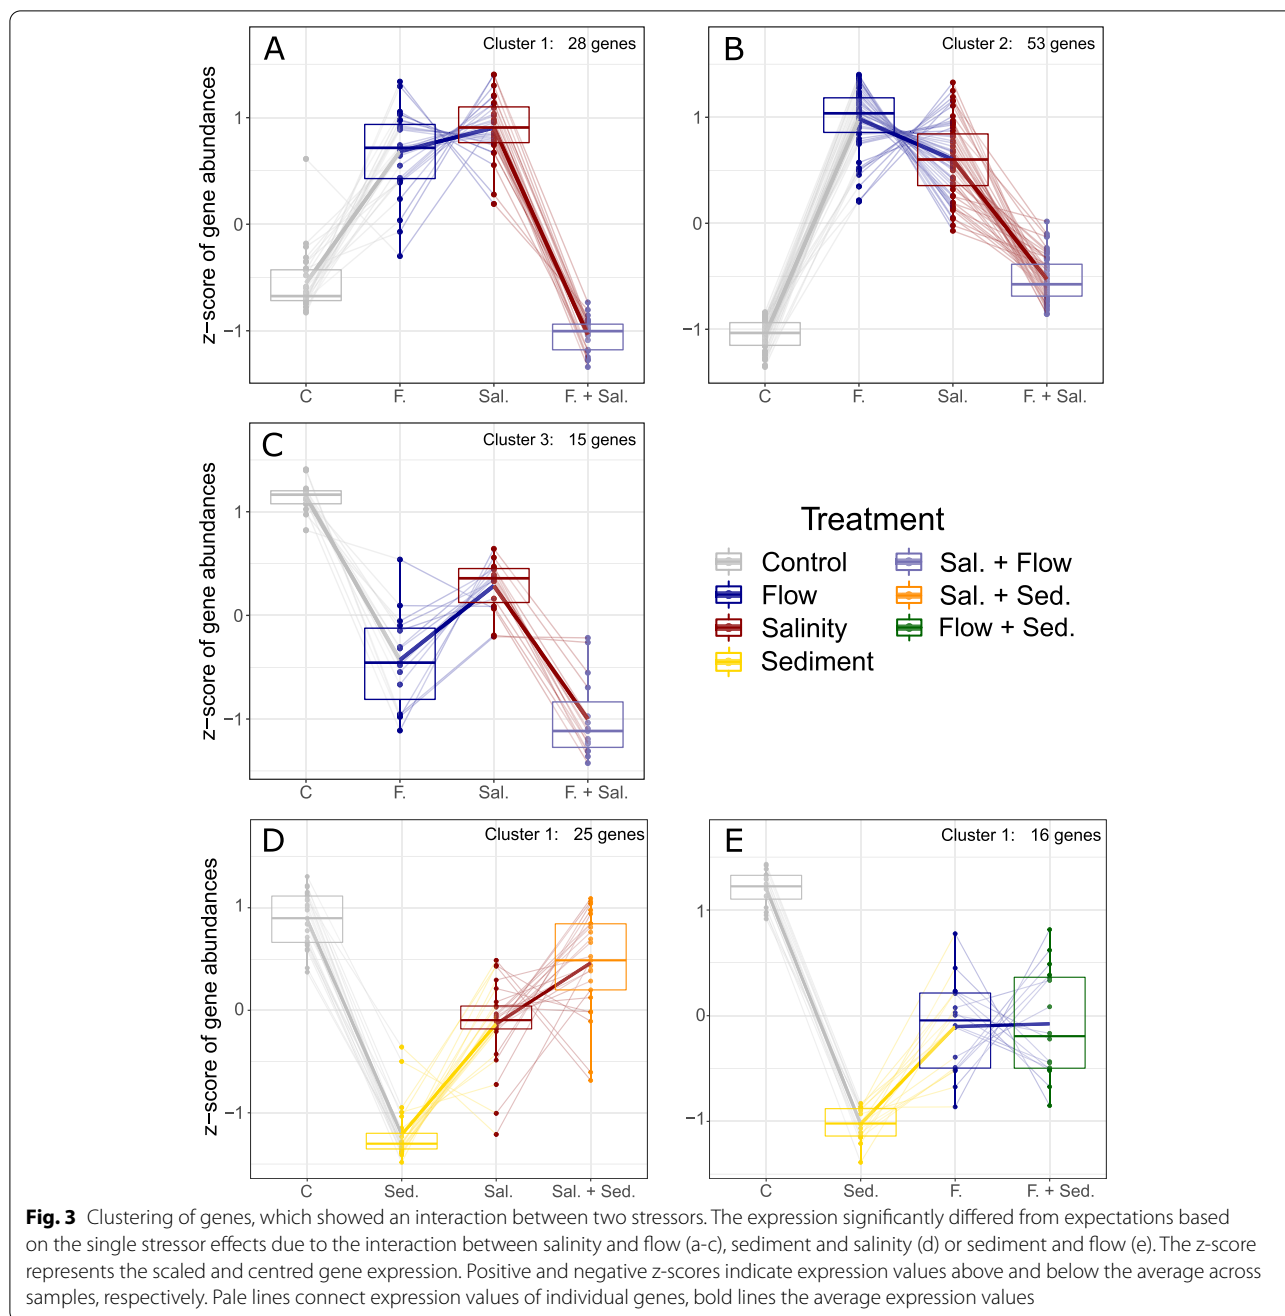 A
Cluster 1: 28 genes
z−score of gene abundances
1
0
−1
C F. Sal. F. + Sal.
B
Cluster 2: 53 genes
1
0
−1
C F. Sal. F. + Sal.
C
Cluster 3: 15 genes
z−score of gene abundances
1
0
−1
C F. Sal. F. + Sal.
Treatment
Control
Flow
Salinity
Sediment
Sal. + Flow
Sal. + Sed.
Flow + Sed.
D
Cluster 1: 25 genes
z−score of gene abundances
1
0
−1
C Sed. Sal. Sal. + Sed.
E
Cluster 1: 16 genes
1
0
−1
C Sed. F. F. + Sed.
Fig. 3 Clustering of genes, which showed an interaction between two stressors. The expression significantly differed from expectations based
on the single stressor effects due to the interaction between salinity and flow (a-c), sediment and salinity (d) or sediment and flow (e). The z-score
represents the scaled and centred gene expression. Positive and negative z-scores indicate expression values above and below the average across
samples, respectively. Pale lines connect expression values of individual genes, bold lines the average expression values